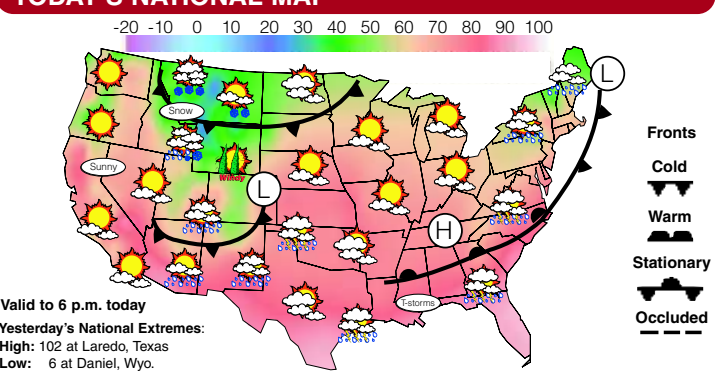 TODAY'S NATIONAL MAP
-20 -10 0 10 20 30 40 50 60 70 80 90 100
L
Snow
Fronts
Cold
Sunny
Windy
L
Warm
H
Stationary
T-storms
Occluded
Valid to 6 p.m. today
Yesterday's National Extremes:
High: 102 at Laredo, Texas
Low: 6 at Daniel, Wyo.